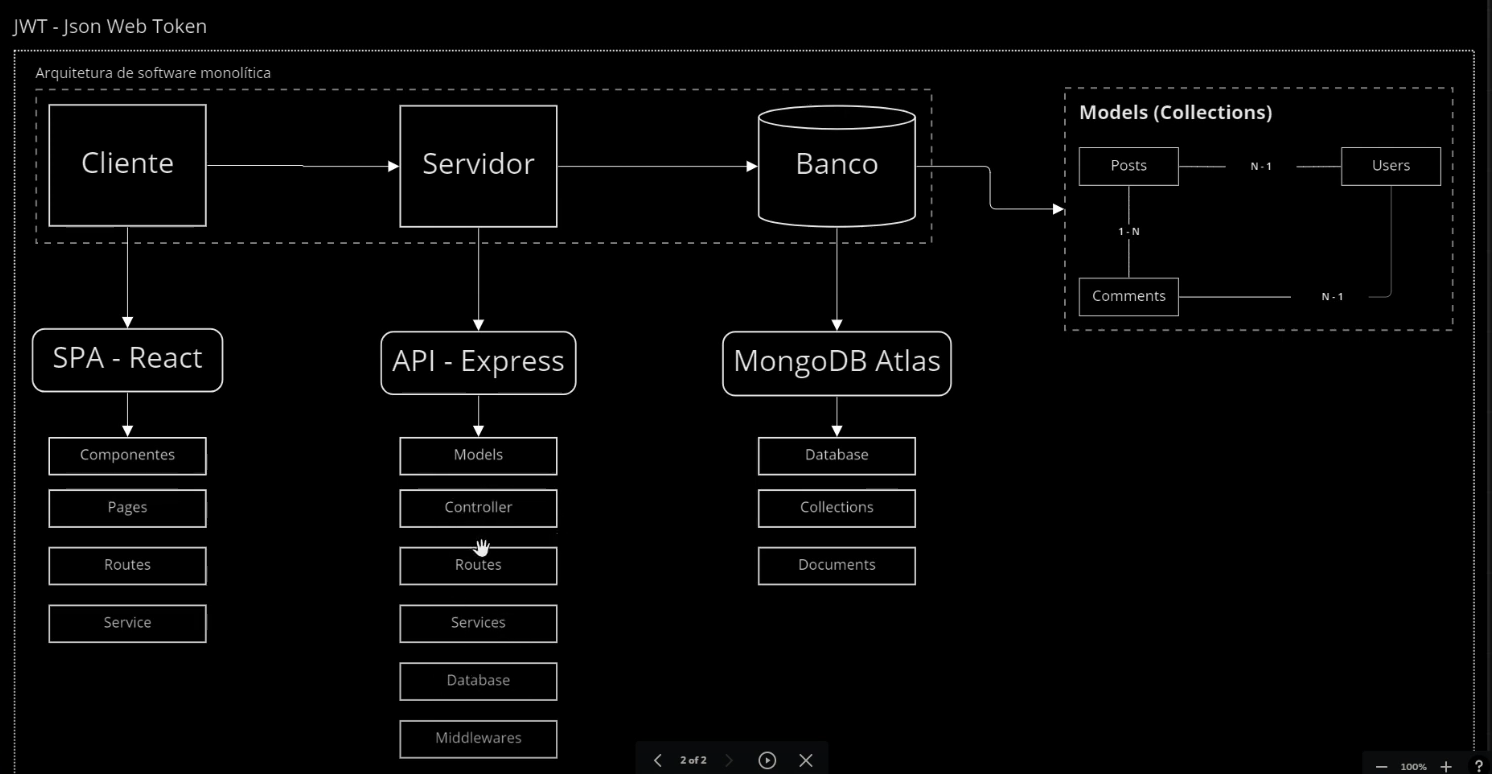 JWT - Json Web Token
Arquitetura de software monolítica
Cliente
Servidor
Banco
Models (Collections)
Posts
N - 1
Users
1 - N
Comments
N - 1
SPA - React
API - Express
MongoDB Atlas
Componentes
Models
Database
Pages
Controller
Collections
Routes
Routes
Documents
Service
Services
Database
Middlewares
2 of 2
100%
?